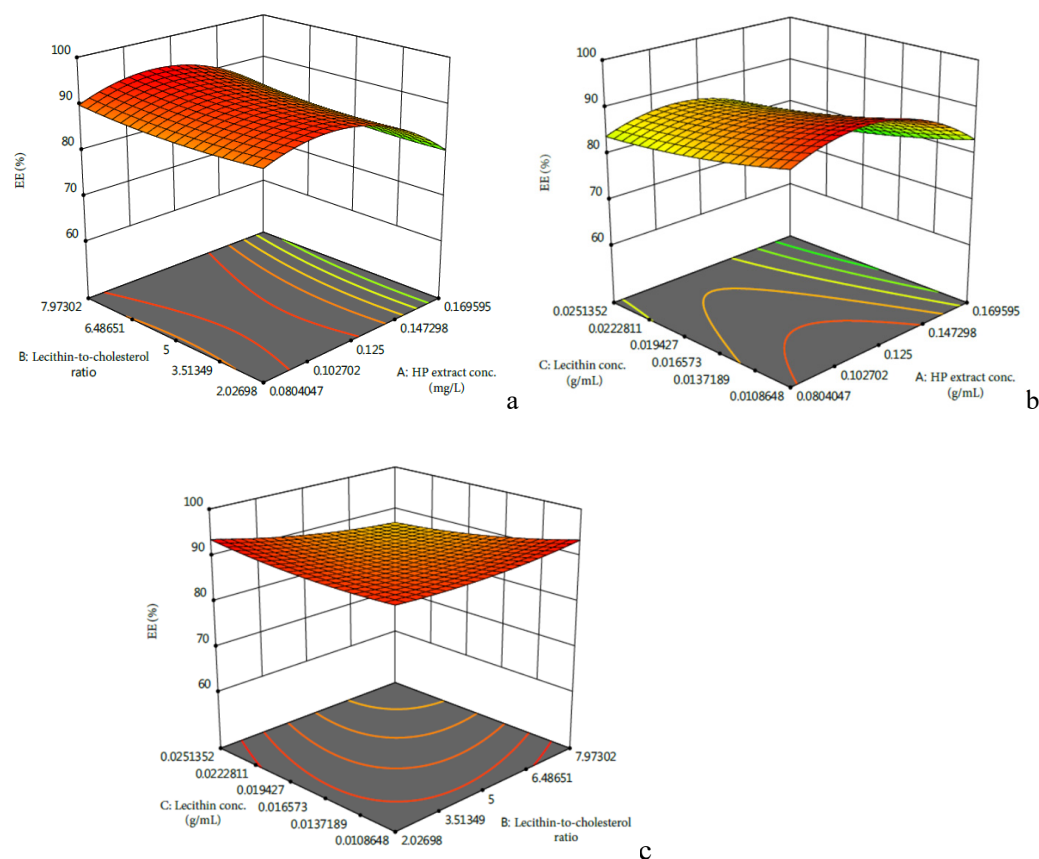 100
90
80
70
60
EE (%)
7.97302
6.48651
5
3.51349
2.02698
B: Lecithin-to-cholesterol
ratio
0.169595
0.147298
0.125
0.102702
0.0804047
A: HP extract conc.
(mg/L)
a
100
90
80
70
60
EE (%)
0.0251352
0.0222811
0.019427
0.016573
0.0137189
0.0108648
C: Lecithin conc.
(g/mL)
0.169595
0.147298
0.125
0.102702
0.0804047
A: HP extract conc.
(g/mL)
b
100
90
80
70
60
EE (%)
0.0251352
0.0222811
0.019427
0.016573
0.0137189
0.0108648
C: Lecithin conc.
(g/mL)
7.97302
6.48651
5
3.51349
2.02698
B: Lecithin-to-cholesterol
ratio
c